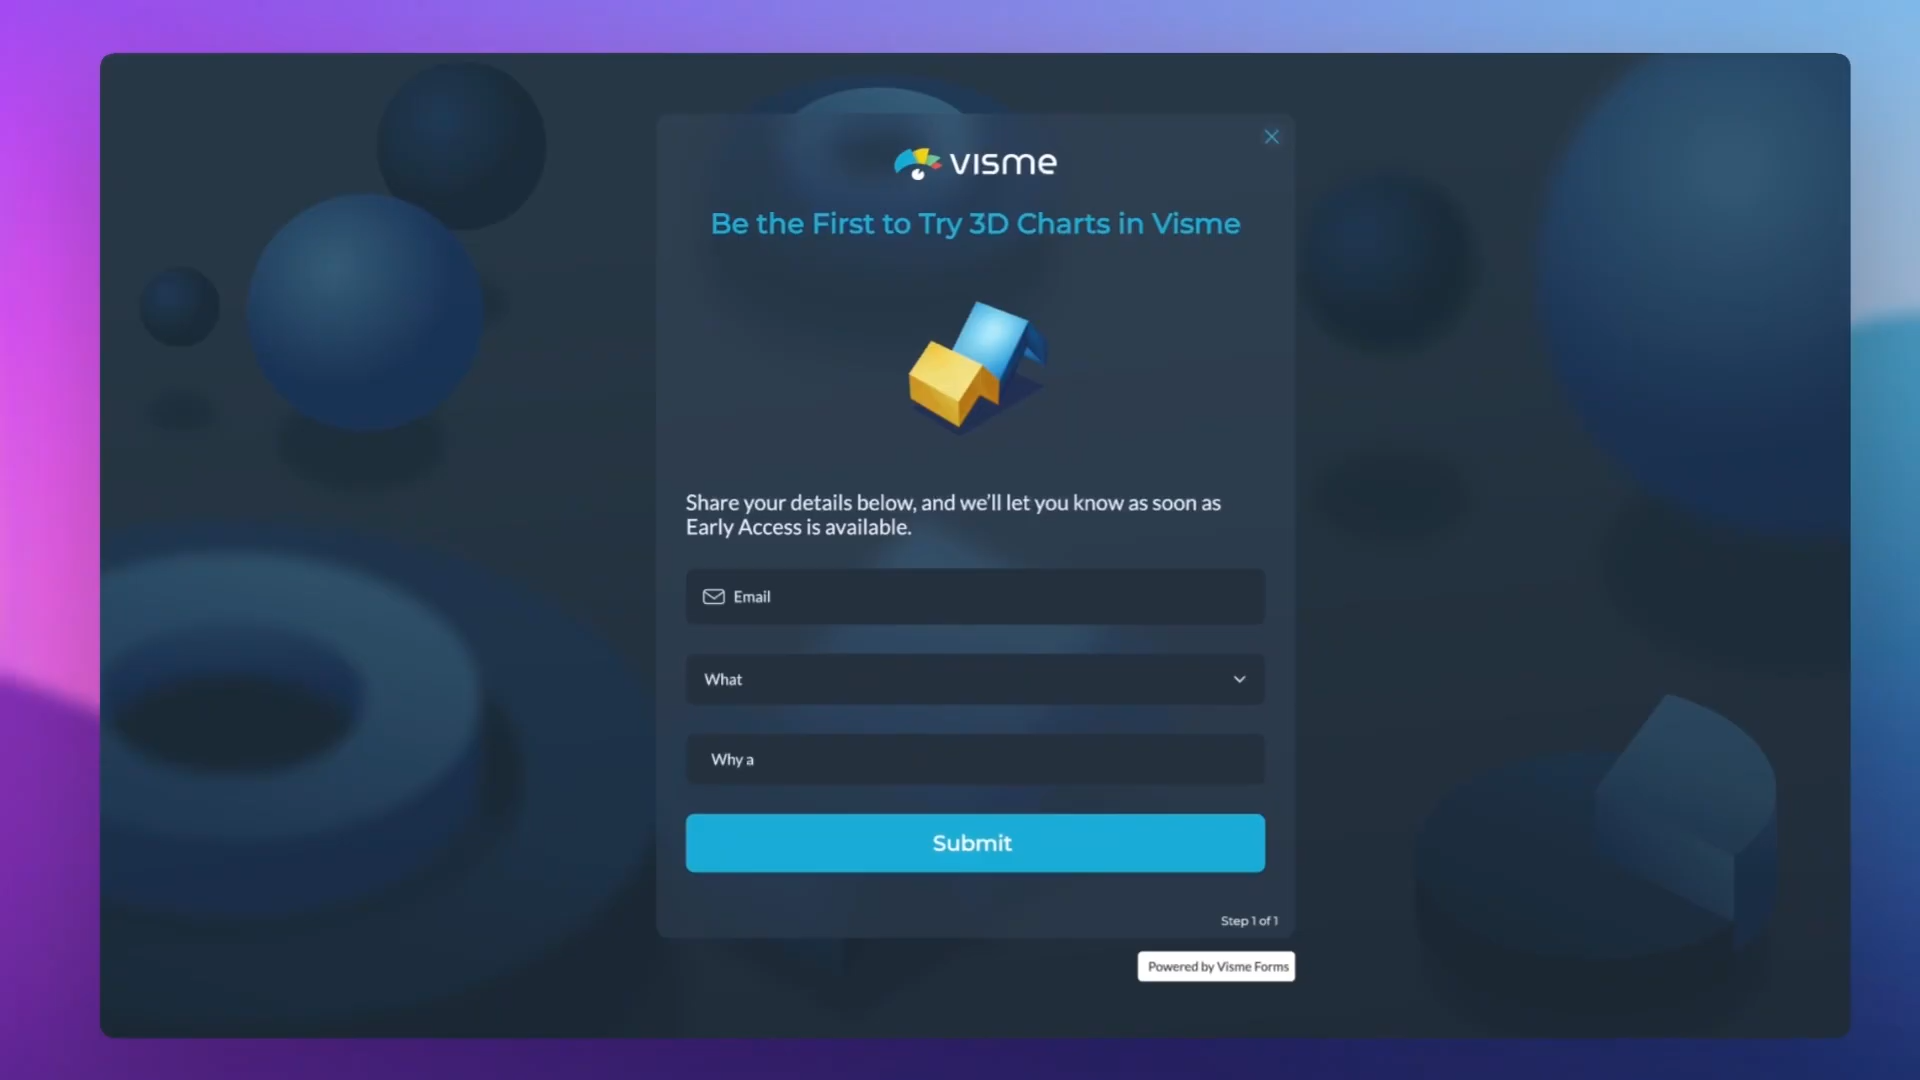 visme
Be the First to Try 3D Charts in Visme
Share your details below, and we'll let you know as soon as
Early Access is available.
Email
What
Why a
Submit
Step 1 of 1
Powered by Visme Forms